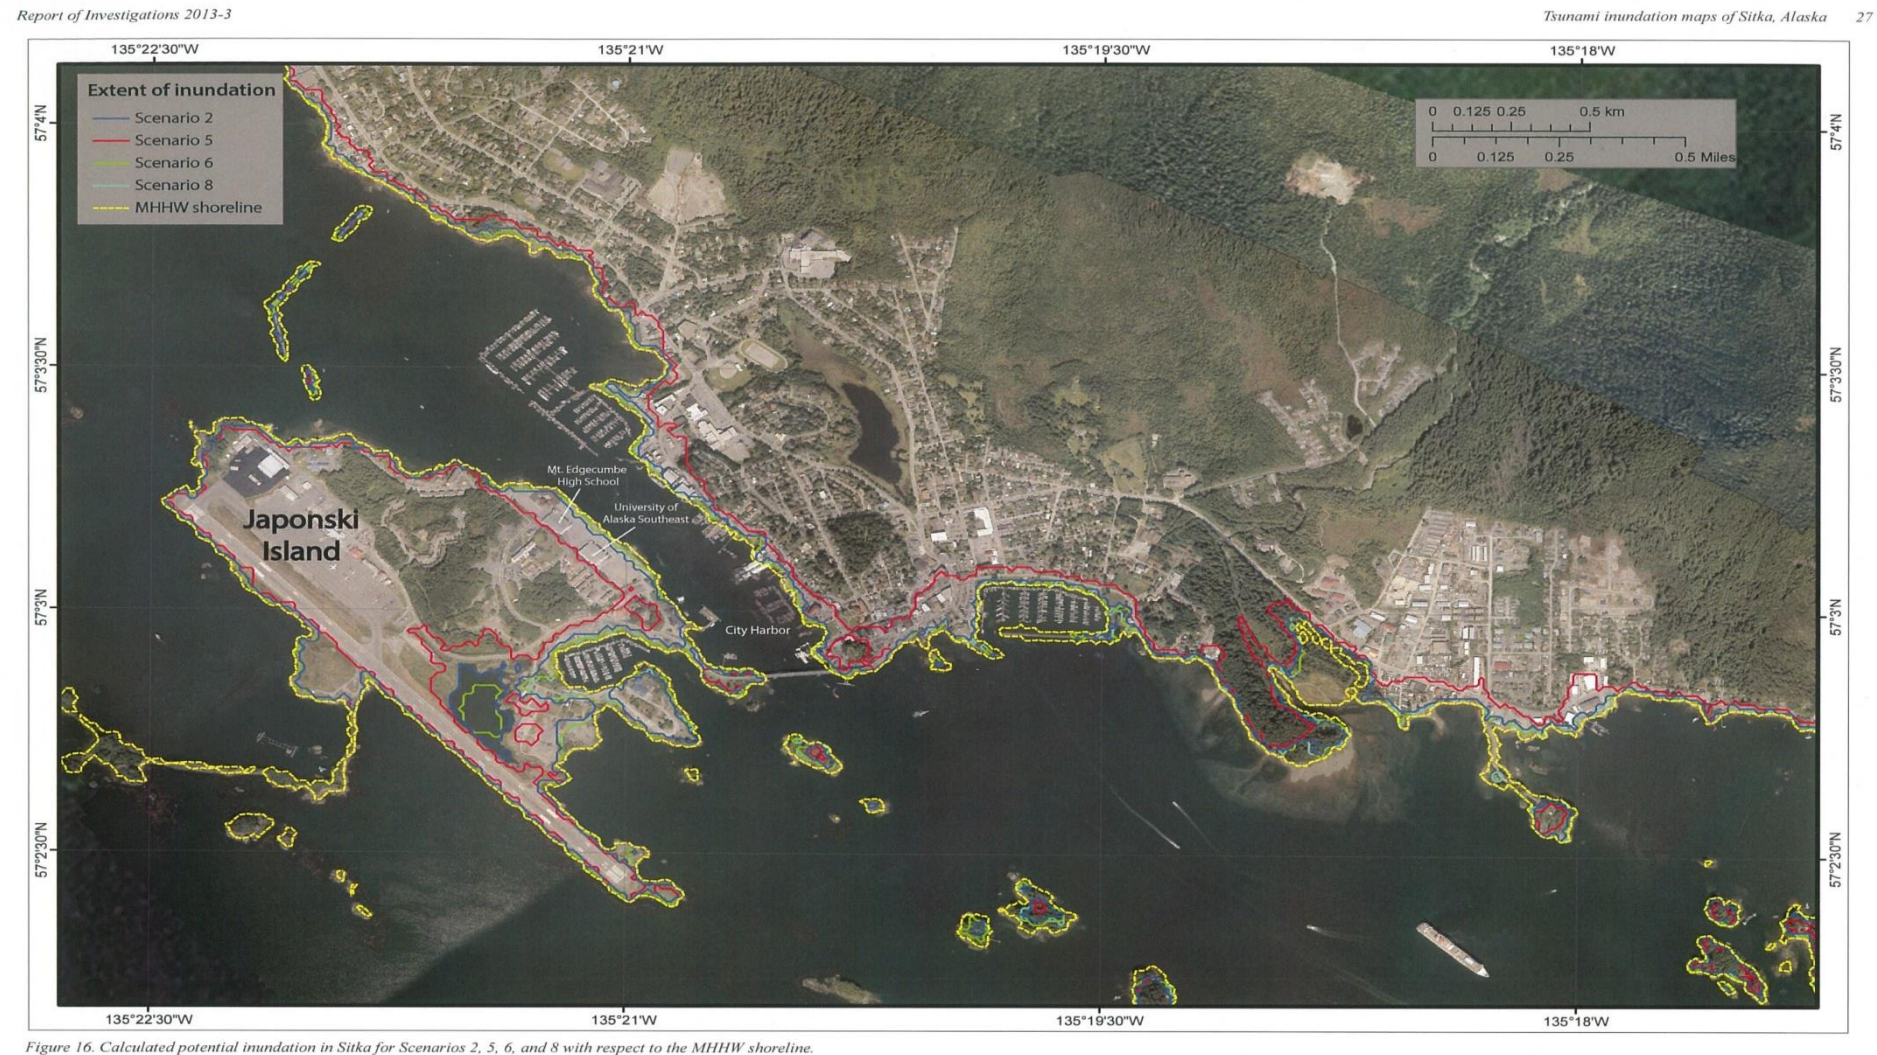 Report of Investigations 2013-3
Tsunami inundation maps of Sitka, Alaska 27
135°22'30"W 135°21'W 135°19'30"W 135°18'W
Extent of inundation
Scenario 2
Scenario 5
Scenario 6
Scenario 8
MHHW shoreline
0 0.125 0.25 0.5 km
0 0.125 0.25 0.5 Miles
57°4'N
57°4'N
57°3'30"N
57°3'30"N
Mt. Edgecumbe
High School
University of
Alaska Southeast
Japonski
Island
57°3'N
57°3'N
City Harbor
57°2'30"N
57°2'30"N
135°22'30"W 135°21'W 135°19'30"W 135°18'W
Figure 16. Calculated potential inundation in Sitka for Scenarios 2, 5, 6, and 8 with respect to the MHHW shoreline.